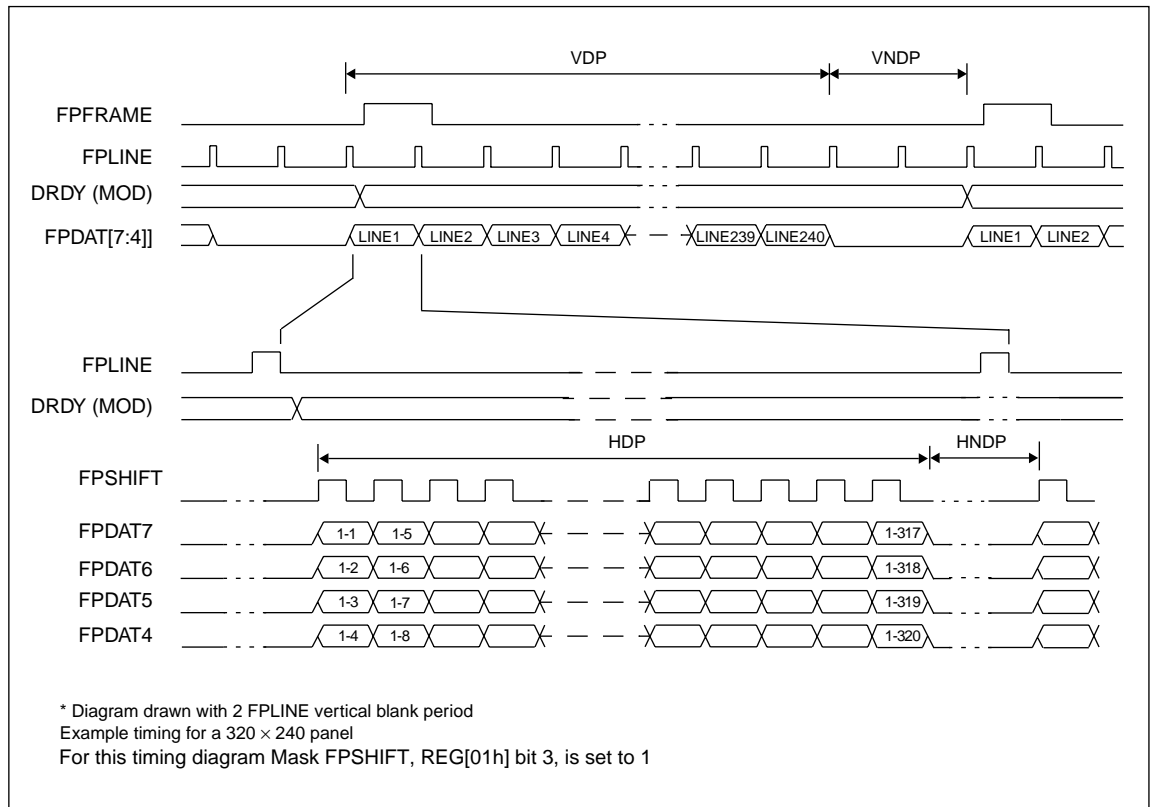 VDP VNDP
FPFRAME
FPLINE
DRDY (MOD)
FPDAT[7:4]] LINE1 LINE2 LINE3 LINE4 LINE239 LINE240 LINE1 LINE2
FPLINE
DRDY (MOD)
HDP HNDP
FPSHIFT
FPDAT7 1-1 1-5 1-317
FPDAT6 1-2 1-6 1-318
FPDAT5 1-3 1-7 1-319
FPDAT4 1-4 1-8 1-320
* Diagram drawn with 2 FPLINE vertical blank period
Example timing for a 320 × 240 panel
For this timing diagram Mask FPSHIFT, REG[01h] bit 3, is set to 1